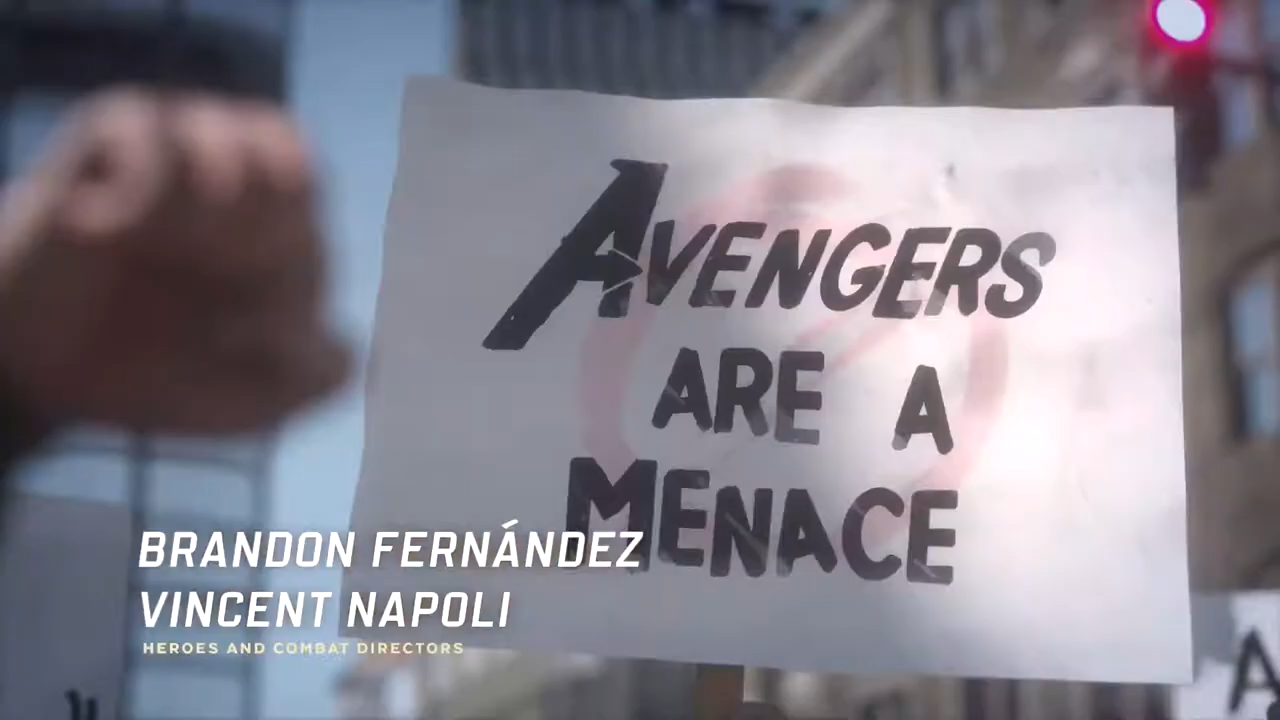 AVENGERS
ARE A
MENACE
BRANDON FERNÁNDEZ
VINCENT NAPOLI
HEROES AND COMBAT DIRECTORS